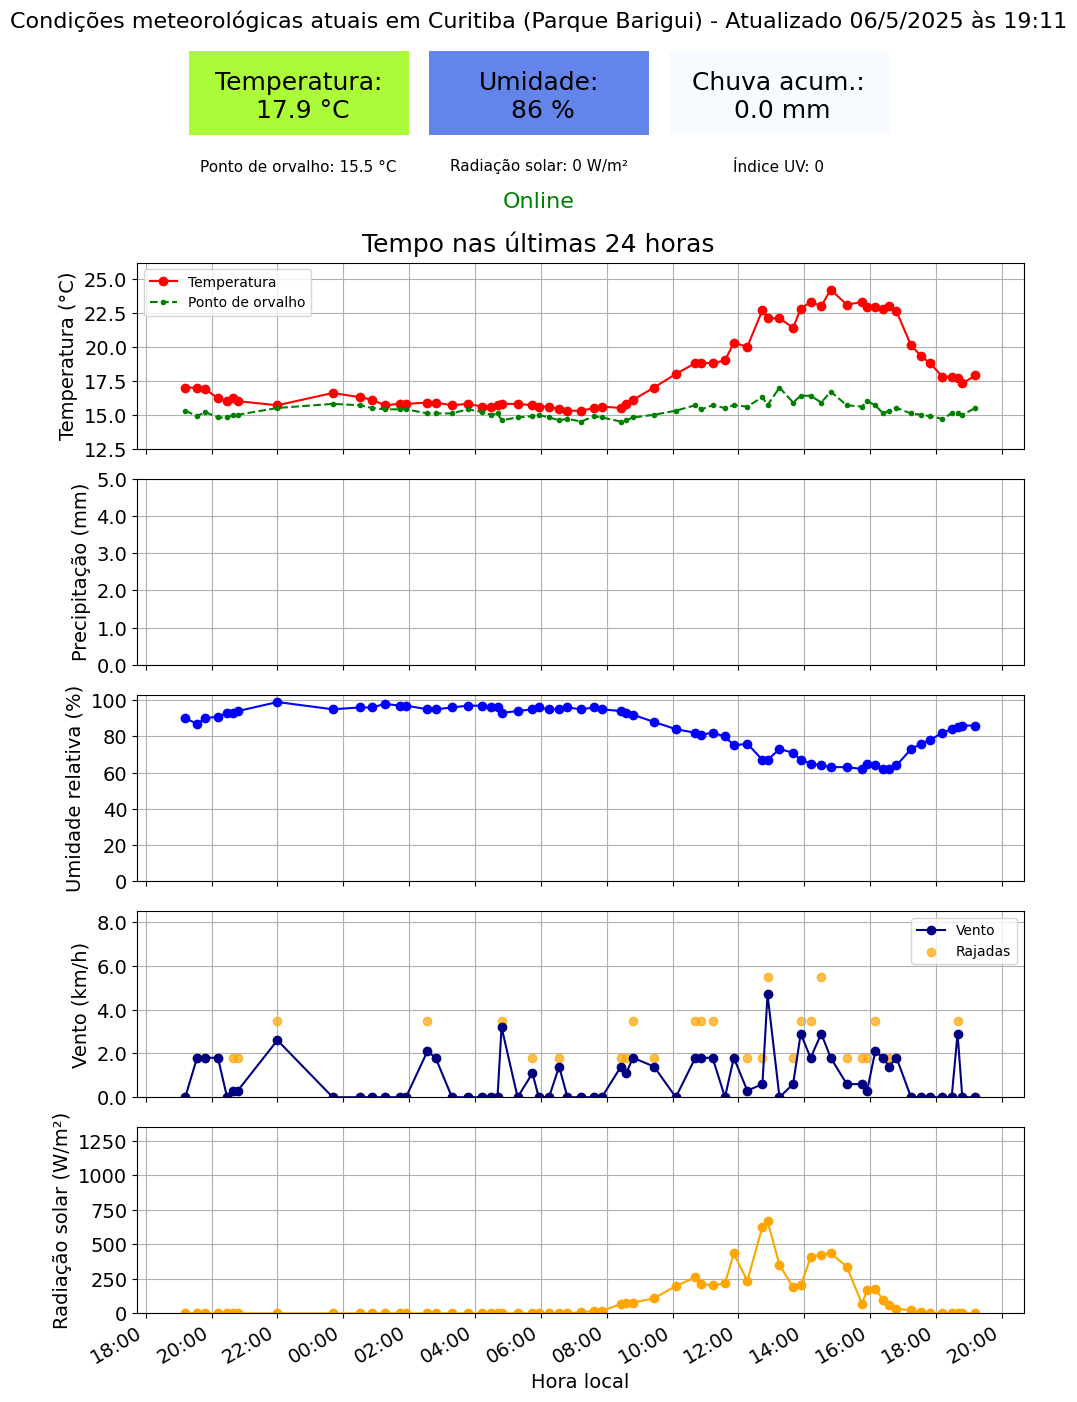 Condições meteorológicas atuais em Curitiba (Parque Barigui) - Atualizado 06/5/2025 às 19:11
Temperatura:
17.9 °C
Umidade:
86 %
Chuva acum.:
0.0 mm
Ponto de orvalho: 15.5 °C
Radiação solar: 0 W/m²
Índice UV: 0
Online
Tempo nas últimas 24 horas
Temperatura (°C)
25.0
22.5
20.0
17.5
15.0
12.5
Temperatura
Ponto de orvalho
Precipitação (mm)
5.0
4.0
3.0
2.0
1.0
0.0
Umidade relativa (%)
100
80
60
40
20
0
Vento (km/h)
8.0
6.0
4.0
2.0
0.0
Vento
Rajadas
Radiação solar (W/m²)
1250
1000
750
500
250
0
18:00
20:00
22:00
00:00
02:00
04:00
06:00
08:00
10:00
12:00
14:00
16:00
18:00
20:00
Hora local